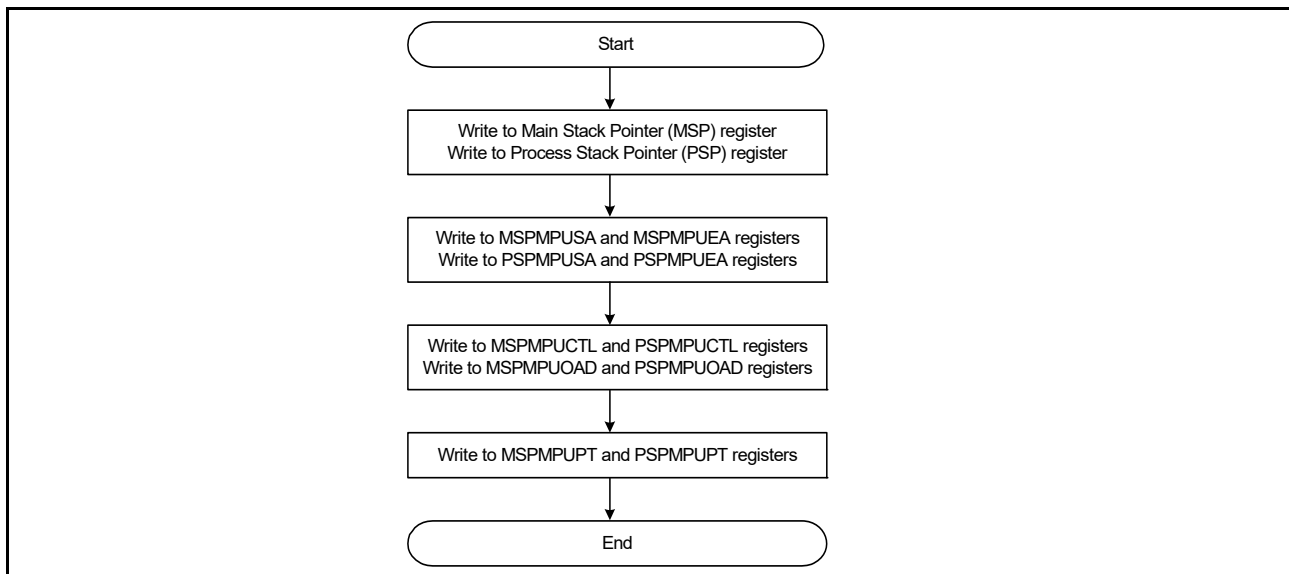 Start
Write to Main Stack Pointer (MSP) register
Write to Process Stack Pointer (PSP) register
Write to MSPMPUSA and MSPMPUEA registers
Write to PSPMPUSA and PSPMPUEA registers
Write to MSPMPUCTL and PSPMPUCTL registers
Write to MSPMPUOAD and PSPMPUOAD registers
Write to MSPMPUPT and PSPMPUPT registers
End